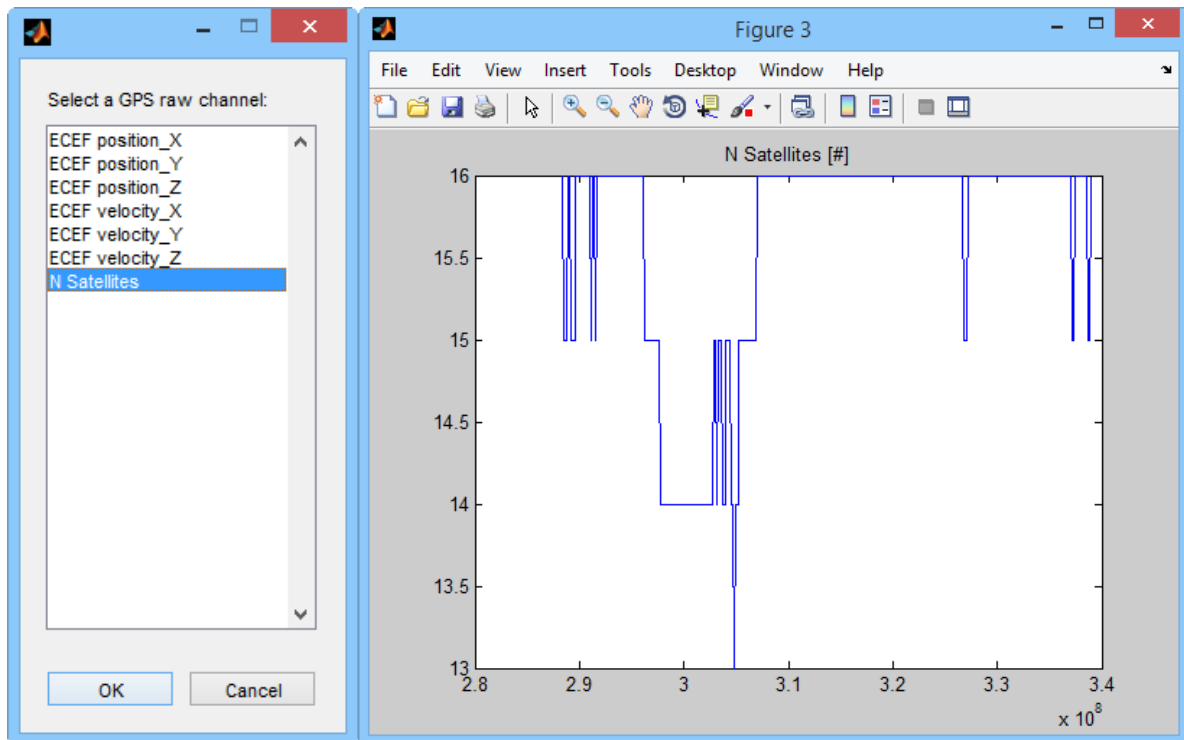 Select a GPS raw channel:
ECEF position_X
ECEF position_Y
ECEF position_Z
ECEF velocity_X
ECEF velocity_Y
ECEF velocity_Z
N Satellites
OK Cancel
Figure 3
File Edit View Insert Tools Desktop Window Help
N Satellites [#]
16
15.5
15
14.5
14
13.5
13
2.8 2.9 3 3.1 3.2 3.3 3.4
x 10^8